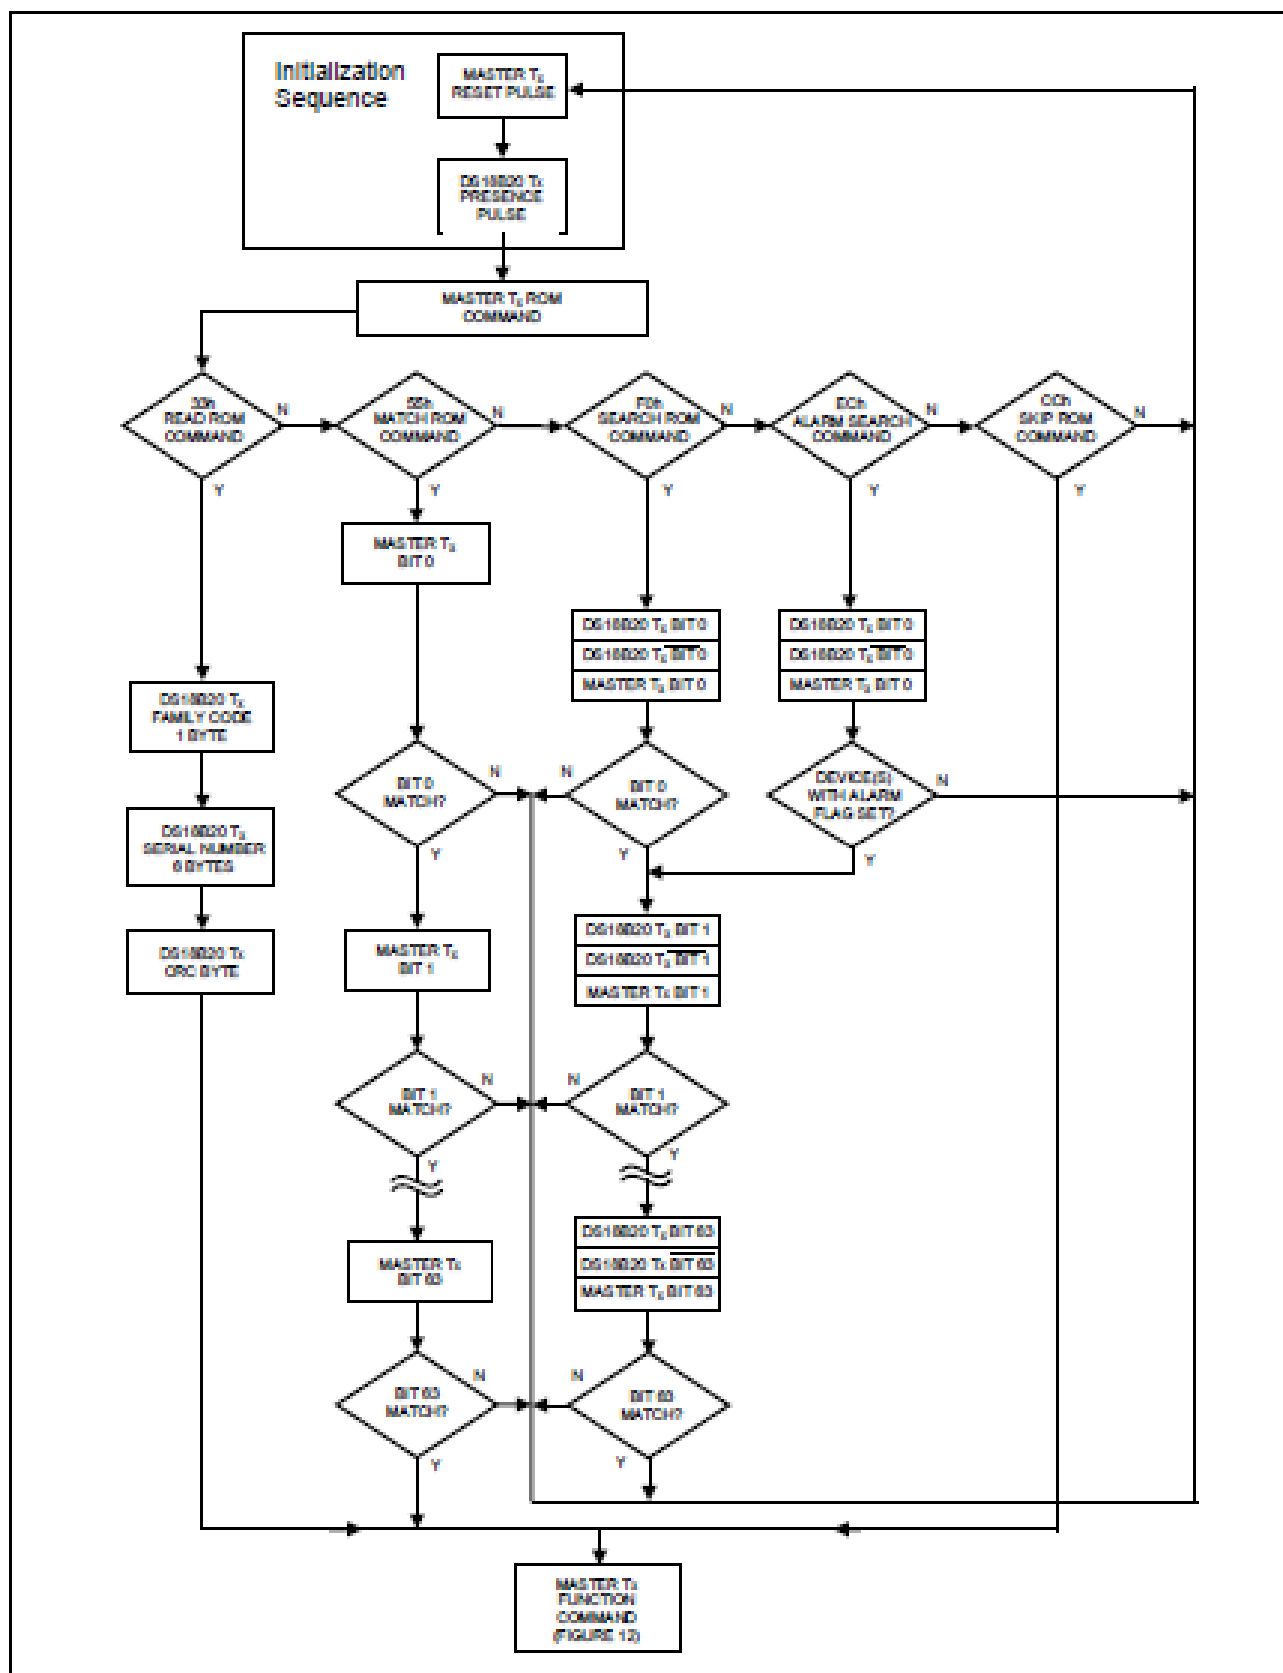 Initialization
Sequence
MASTER TX
RESET PULSE
DS18B20 TX
PRESENCE
PULSE
MASTER TX ROM
COMMAND
33h
READ ROM
COMMAND
N
Y
55h
MATCH ROM
COMMAND
N
Y
F0h
SEARCH ROM
COMMAND
N
Y
ECh
ALARM SEARCH
COMMAND
N
Y
CCh
SKIP ROM
COMMAND
N
Y
MASTER TX
BIT 0
DS18B20 TX BIT 0
DS18B20 TX BIT 0
MASTER TX BIT 0
DS18B20 TX BIT 0
DS18B20 TX BIT 0
MASTER TX BIT 0
DS18B20 TX
FAMILY CODE
1 BYTE
BIT 0
MATCH?
N
Y
BIT 0
MATCH?
N
Y
DEVICE(S)
WITH ALARM
FLAG SET?
N
Y
DS18B20 TX
SERIAL NUMBER
6 BYTES
DS18B20 TX
CRC BYTE
MASTER TX
BIT 1
DS18B20 TX BIT 1
DS18B20 TX BIT 1
MASTER TX BIT 1
BIT 1
MATCH?
N
Y
BIT 1
MATCH?
N
Y
MASTER TX
BIT 63
DS18B20 TX BIT 63
DS18B20 TX BIT 63
MASTER TX BIT 63
BIT 63
MATCH?
N
Y
BIT 63
MATCH?
N
Y
MASTER TX
FUNCTION
COMMAND
(FIGURE 12)